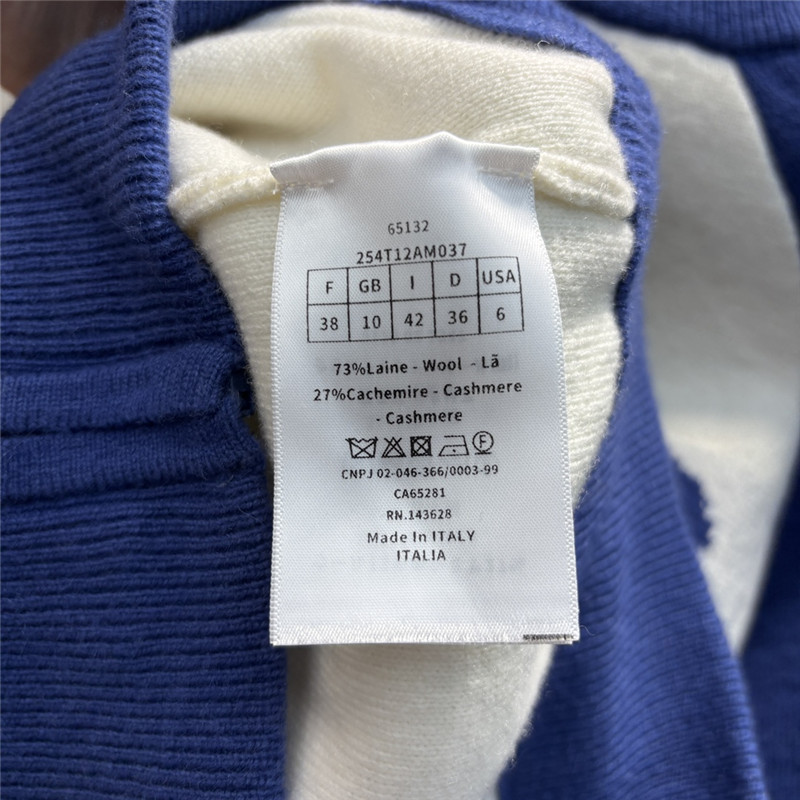 65132
254T12AM037
F GB I D USA
38 10 42 36 6
73%Laine - Wool - Lã
27%Cachemire - Cashmere
- Cashmere
CNPJ 02-046-366/0003-99
CA65281
RN.143628
Made in ITALY
ITALIA